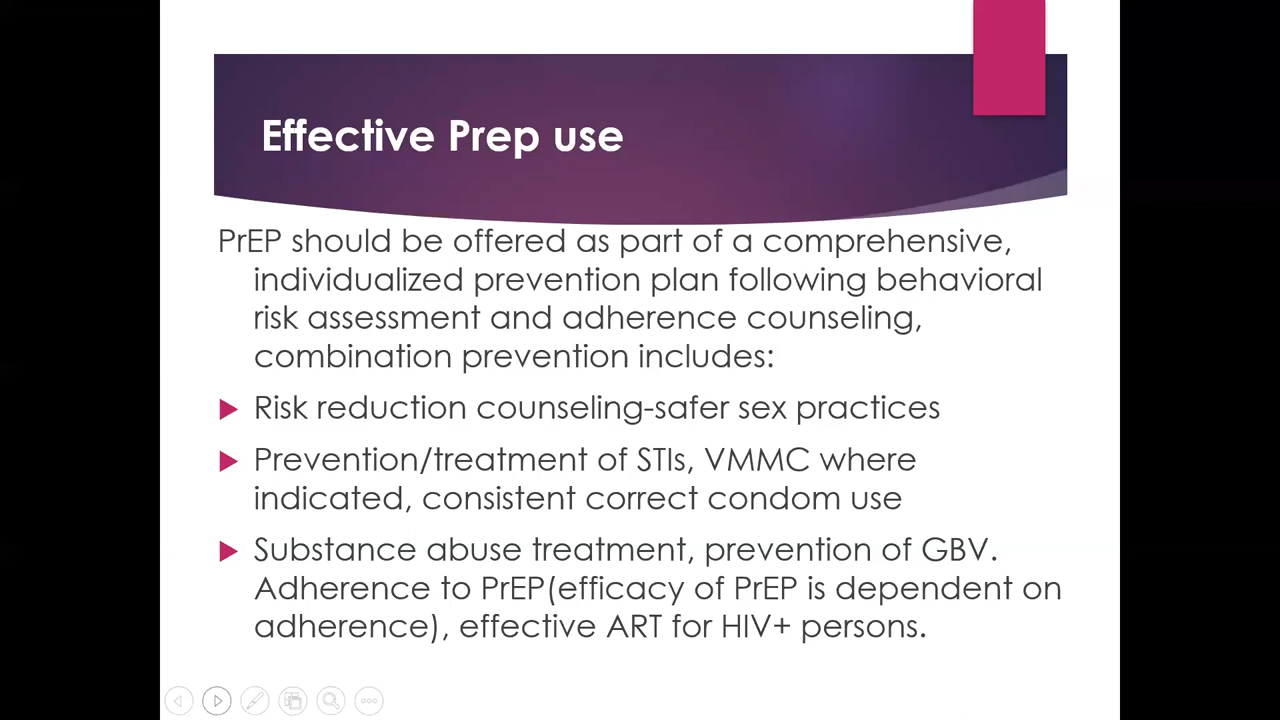 Effective Prep use
PrEP should be offered as part of a comprehensive,
individualized prevention plan following behavioral
risk assessment and adherence counseling,
combination prevention includes:
Risk reduction counseling-safer sex practices
Prevention/treatment of STIs, VMMC where
indicated, consistent correct condom use
Substance abuse treatment, prevention of GBV.
Adherence to PrEP(efficacy of PrEP is dependent on
adherence), effective ART for HIV+ persons.